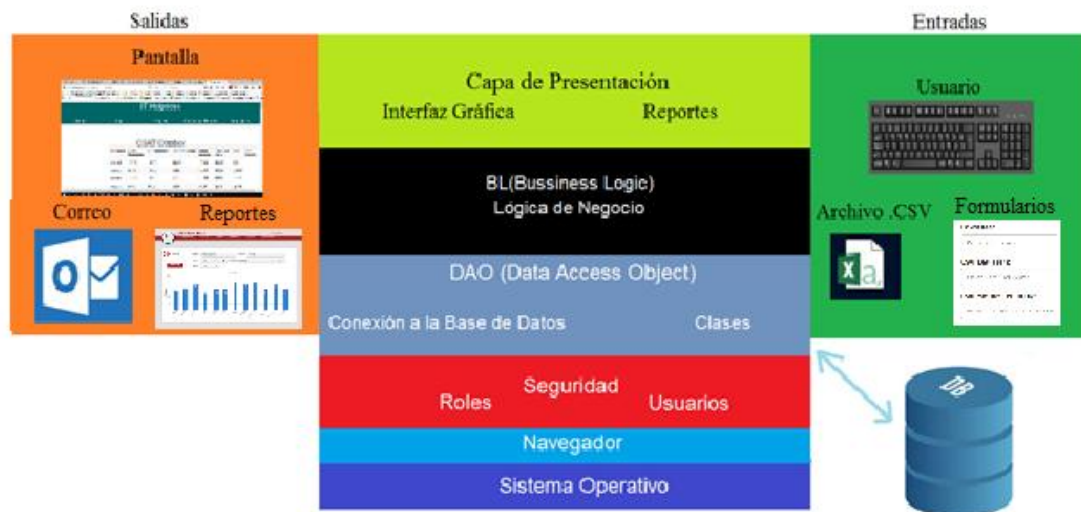 Salidas
Entradas
Pantalla
Correo
Reportes
Capa de Presentación
Interfaz Gráfica
Reportes
BL(Bussiness Logic)
Lógica de Negocio
DAO (Data Access Object)
Conexión a la Base de Datos
Clases
Seguridad
Roles
Usuarios
Navegador
Sistema Operativo
Usuario
Archivo .CSV
Formularios
DB